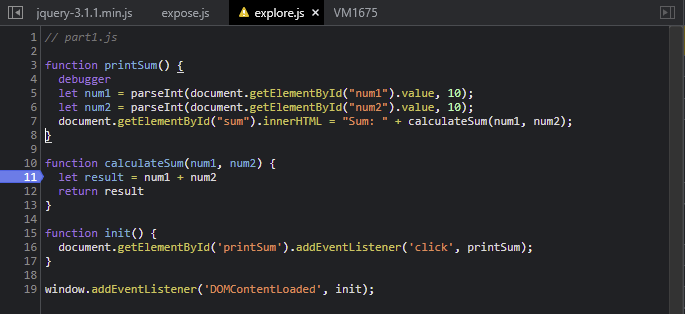 jquery-3.1.1.min.js expose.js explore.js × VM1675
1 // part1.js
2
3 function printSum() {
4   debugger
5   let num1 = parseInt(document.getElementById("num1").value, 10);
6   let num2 = parseInt(document.getElementById("num2").value, 10);
7   document.getElementById("sum").innerHTML = "Sum: " + calculateSum(num1, num2);
8 }
9
10 function calculateSum(num1, num2) {
11   let result = num1 + num2
12   return result
13 }
14
15 function init() {
16   document.getElementById('printSum').addEventListener('click', printSum);
17 }
18
19 window.addEventListener('DOMContentLoaded', init);